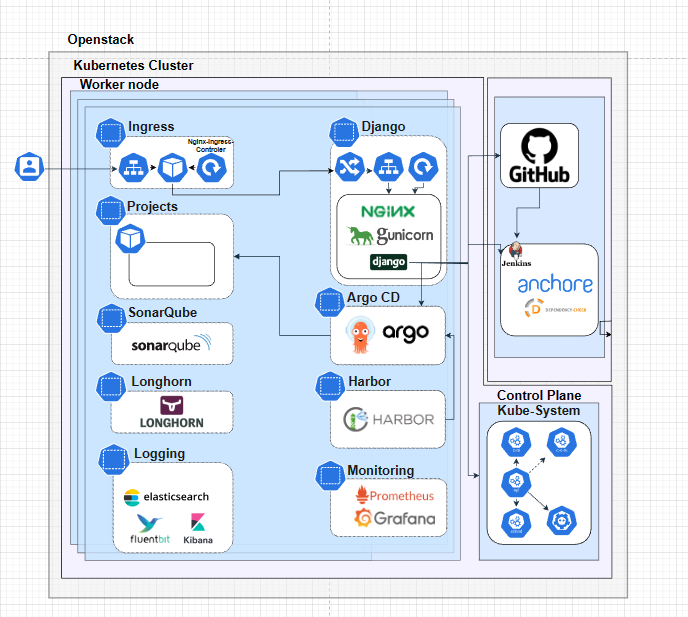 Openstack
Kubernetes Cluster
Worker node
Ingress
Nginx-Ingress-
Controler
Django
NGINX
gunicorn
django
GitHub
Jenkins
anchore
DEPENDENCY-CHECK
Projects
Argo CD
argo
SonarQube
sonarqube
Longhorn
LONGHORN
Harbor
HARBOR
Logging
elasticsearch
fluentbit
Kibana
Monitoring
Prometheus
Grafana
Control Plane
Kube-System
api
etcd